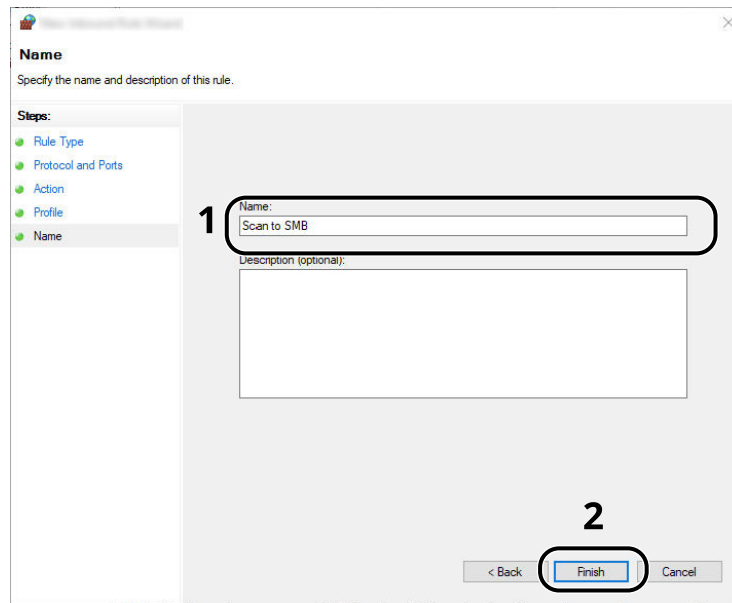 Name
Specify the name and description of this rule.
Steps:
Rule Type
Protocol and Ports
Action
Profile
Name
1
Name:
Scan to SMB
Description (optional):
2
< Back
Finish
Cancel